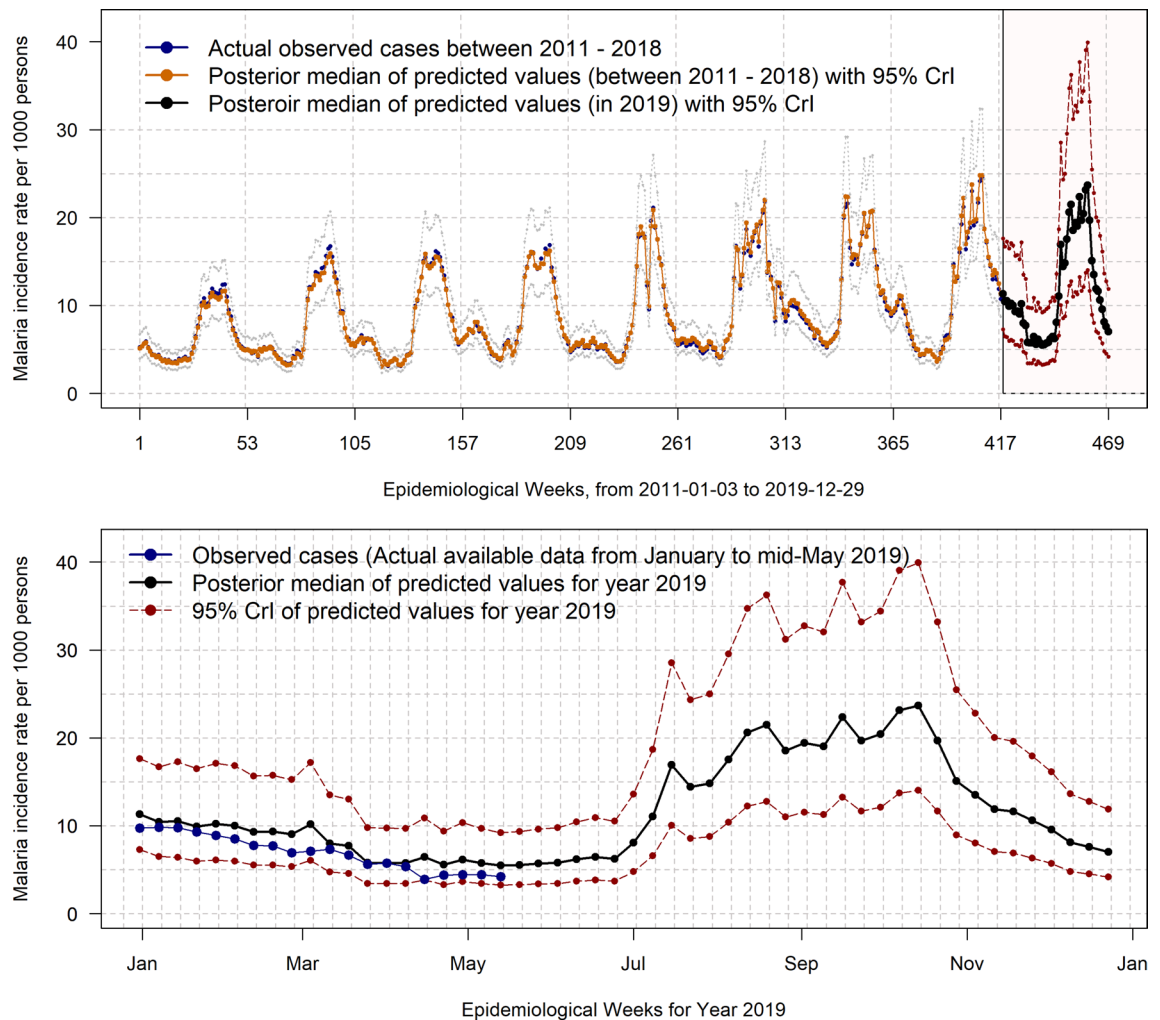 Malaria incidence rate per 1000 persons
40
30
20
10
0
Actual observed cases between 2011 - 2018
Posterior median of predicted values (between 2011 - 2018) with 95% CrI
Posteroir median of predicted values (in 2019) with 95% CrI
1 53 105 157 209 261 313 365 417 469
Epidemiological Weeks, from 2011-01-03 to 2019-12-29
Malaria incidence rate per 1000 persons
40
30
20
10
0
Observed cases (Actual available data from January to mid-May 2019)
Posterior median of predicted values for year 2019
95% CrI of predicted values for year 2019
Jan Mar May Jul Sep Nov Jan
Epidemiological Weeks for Year 2019